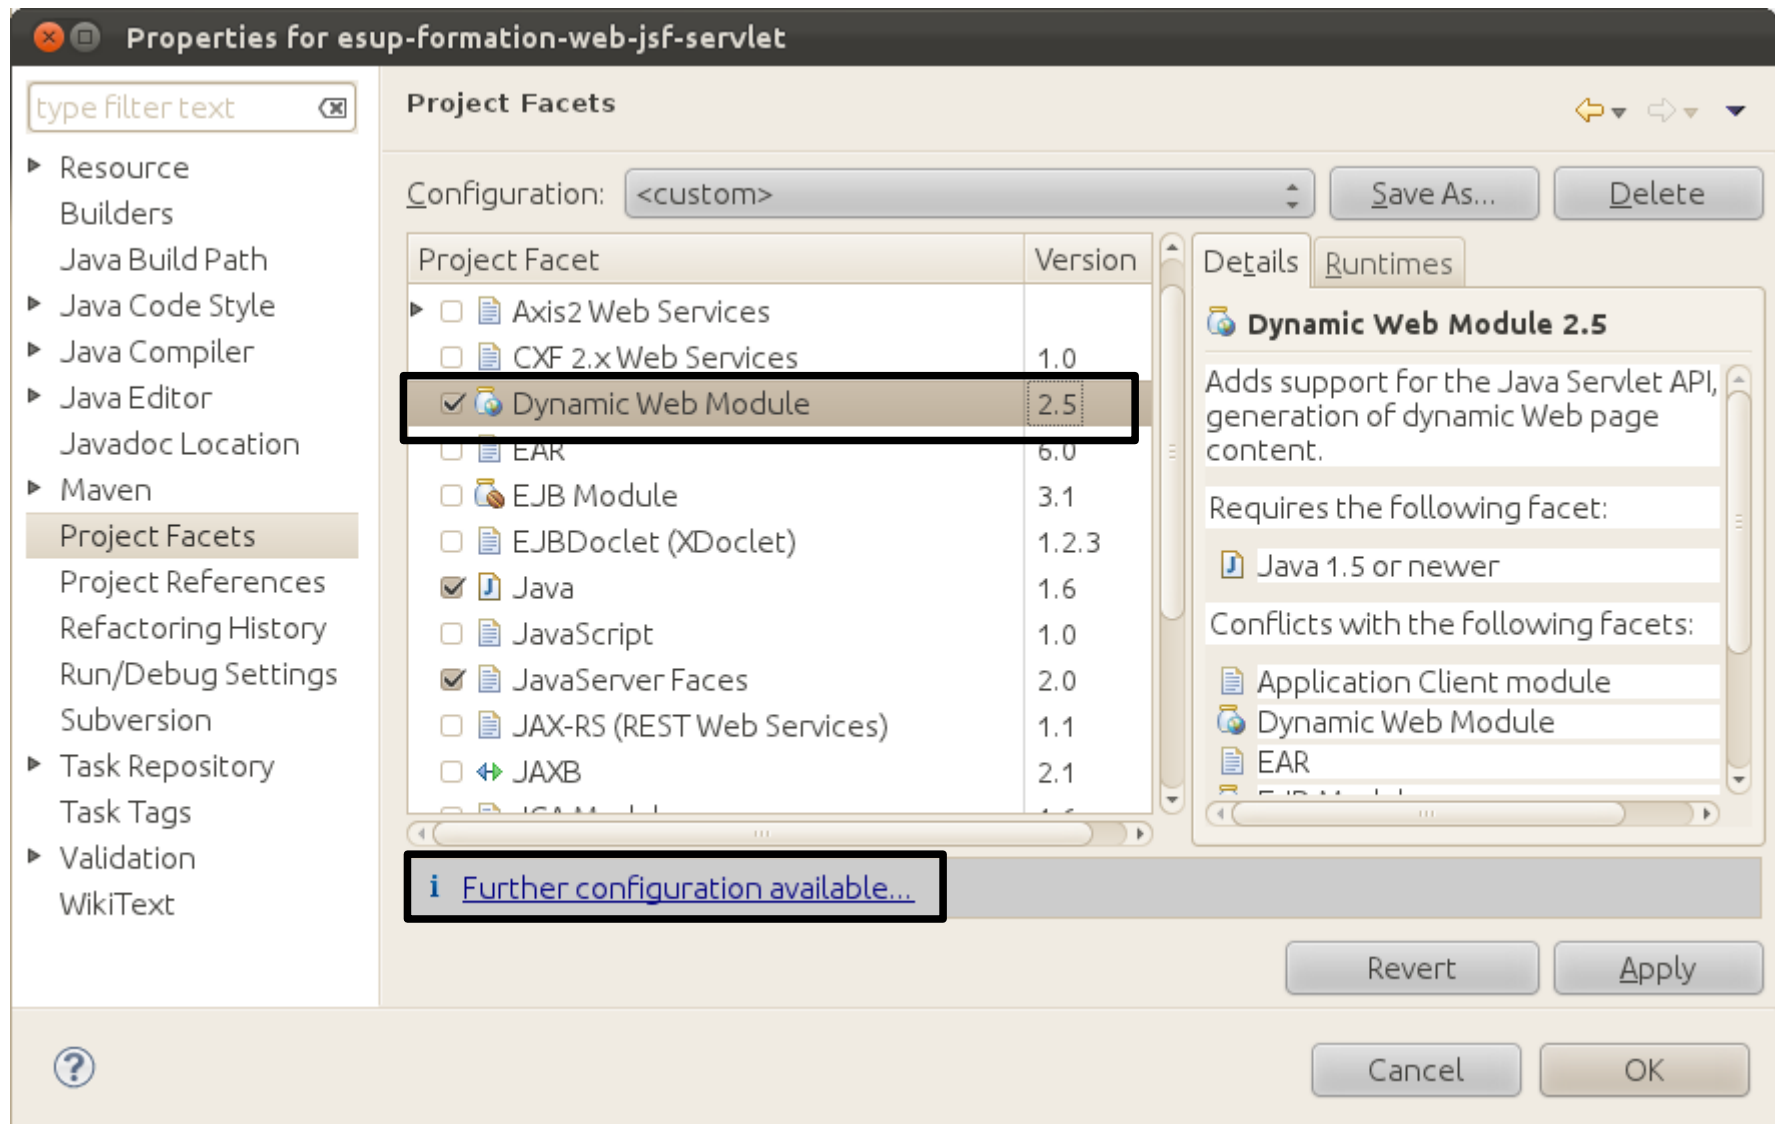 Properties for esup-formation-web-jsf-servlet
type filter text
Resource
Builders
Java Build Path
Java Code Style
Java Compiler
Java Editor
Javadoc Location
Maven
Project Facets
Project References
Refactoring History
Run/Debug Settings
Subversion
Task Repository
Task Tags
Validation
WikiText
Project Facets
Configuration: <custom> Save As... Delete
Project Facet Version
Axis2 Web Services
CXF 2.x Web Services 1.0
Dynamic Web Module 2.5
EAR 6.0
EJB Module 3.1
EJBDoclet (XDoclet) 1.2.3
Java 1.6
JavaScript 1.0
JavaServer Faces 2.0
JAX-RS (REST Web Services) 1.1
JAXB 2.1
Details Runtimes
Dynamic Web Module 2.5
Adds support for the Java Servlet API,
generation of dynamic Web page
content.
Requires the following facet:
Java 1.5 or newer
Conflicts with the following facets:
Application Client module
Dynamic Web Module
EAR
i Further configuration available...
Revert Apply
? Cancel OK